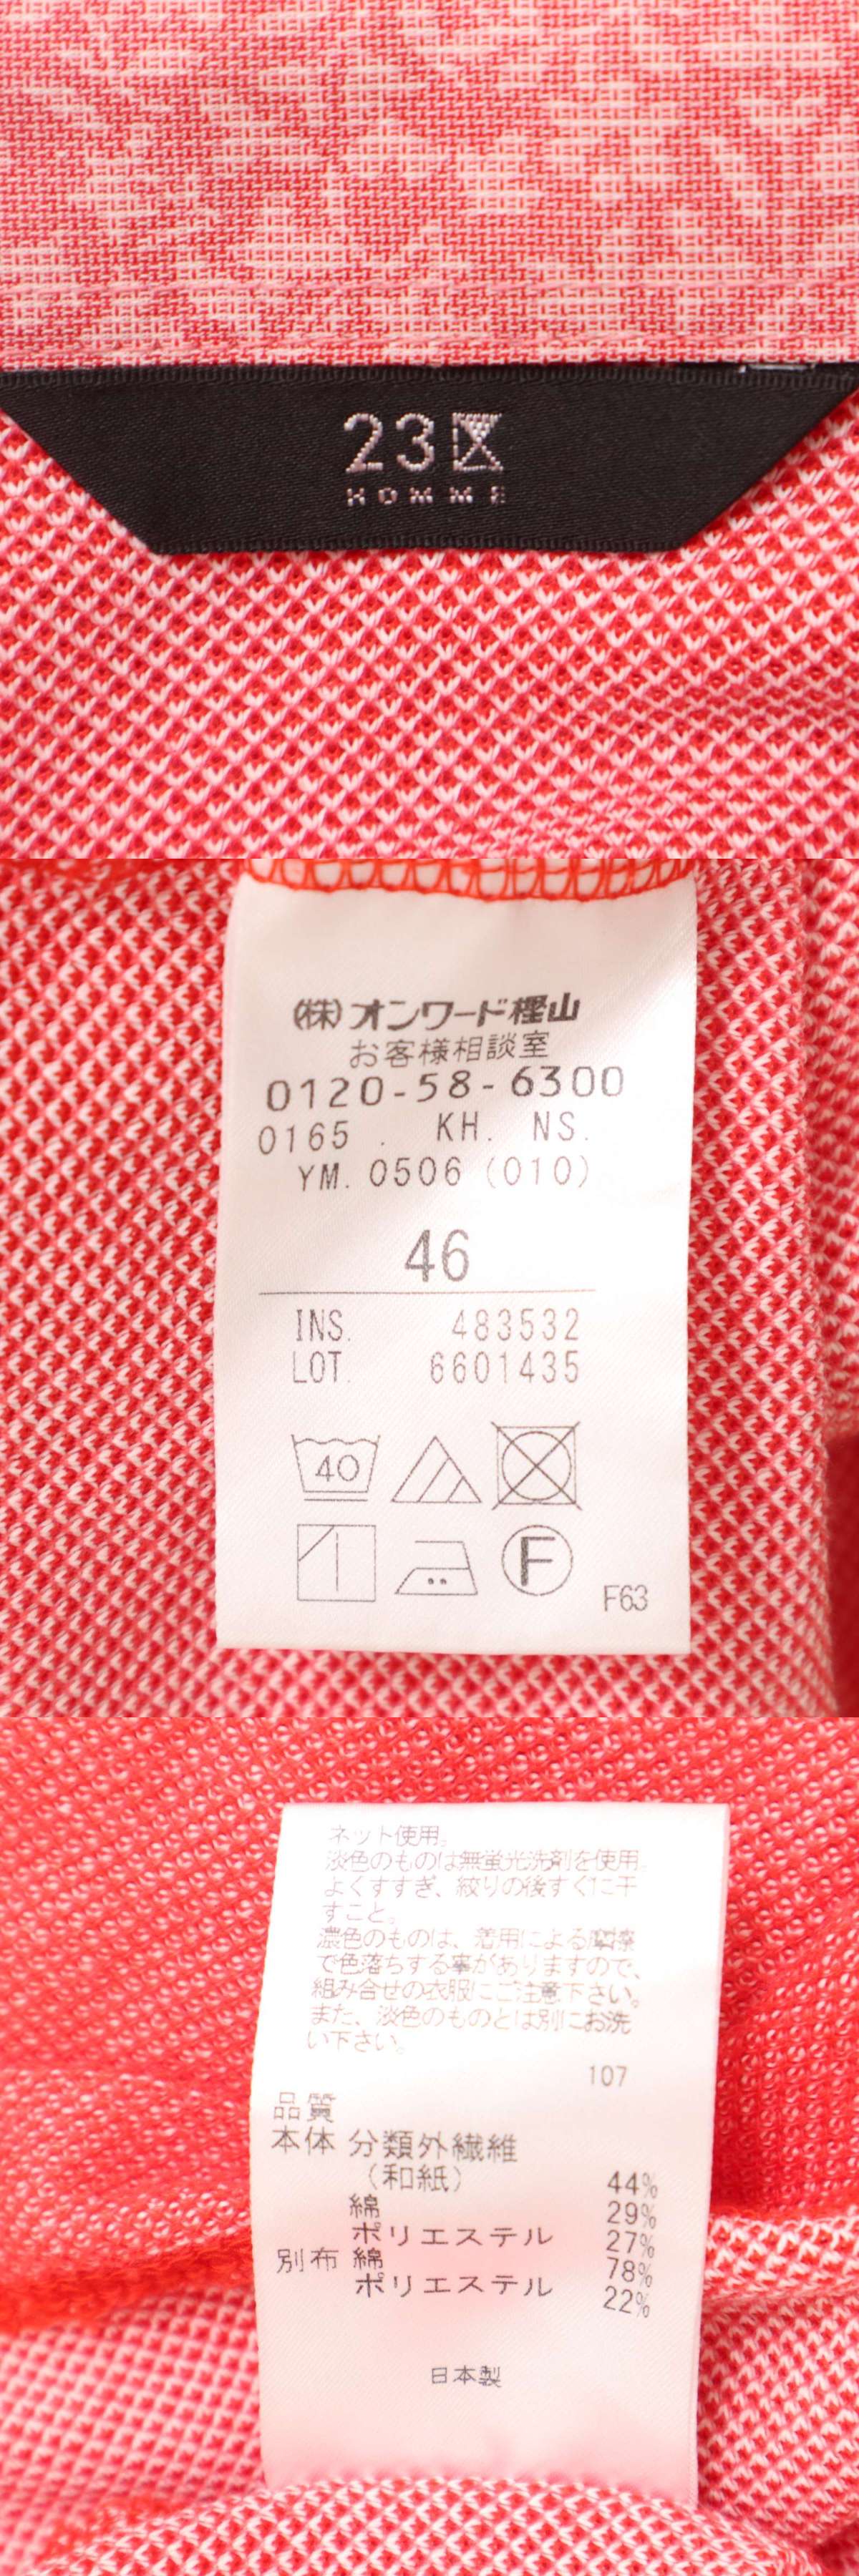 23区
HOMME
(株)オンワード樫山
お客様相談室
0120-58-6300
0165 . KH. NS.
YM. 0506 (010)
46
INS. 483532
LOT. 6601435
40
F
F63
ネット使用。
淡色のものは無蛍光洗剤を使用。
よくすすぎ、絞りの後すぐに干
すこと。
濃色のものは、着用による摩擦
で色落ちする事がありますので、
組み合せの衣服にご注意下さい。
また、淡色のものとは別にお洗
い下さい。
107
品質
本体 分類外繊維
(和紙) 44%
綿 29%
ポリエステル 27%
別布 綿 78%
ポリエステル 22%
日本製